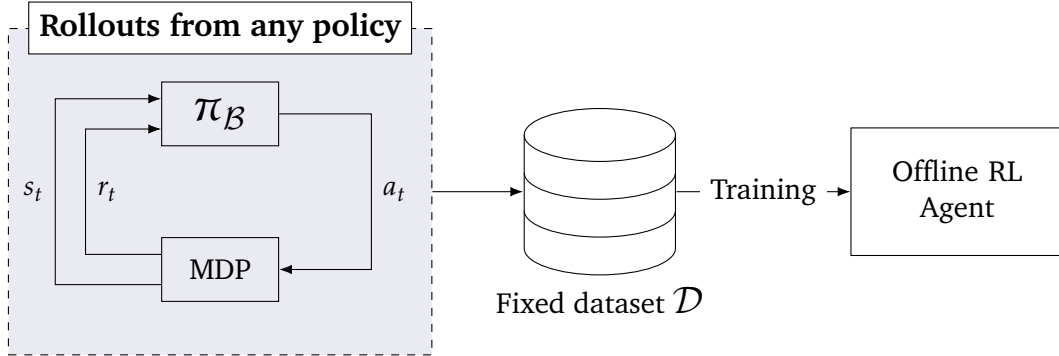 Rollouts from any policy
π_ℬ
s_t
r_t
a_t
MDP
Fixed dataset 𝒟
Training
Offline RL
Agent